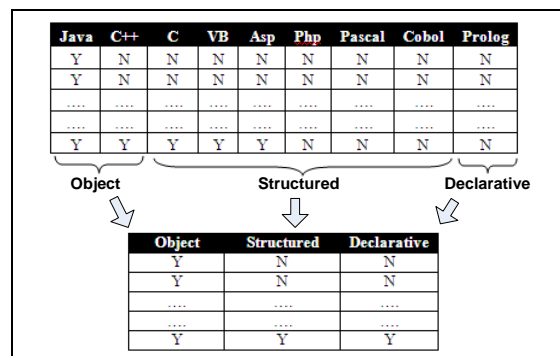 Java C++ C VB Asp Php Pascal Cobol Prolog
Y N N N N N N N N
Y N N N N N N N N
.... .... .... .... .... .... .... .... ....
.... .... .... .... .... .... .... .... ....
Y Y Y Y Y N N N N
Object Structured Declarative
Object Structured Declarative
Y N N
Y N N
.... .... ....
.... .... ....
Y Y Y